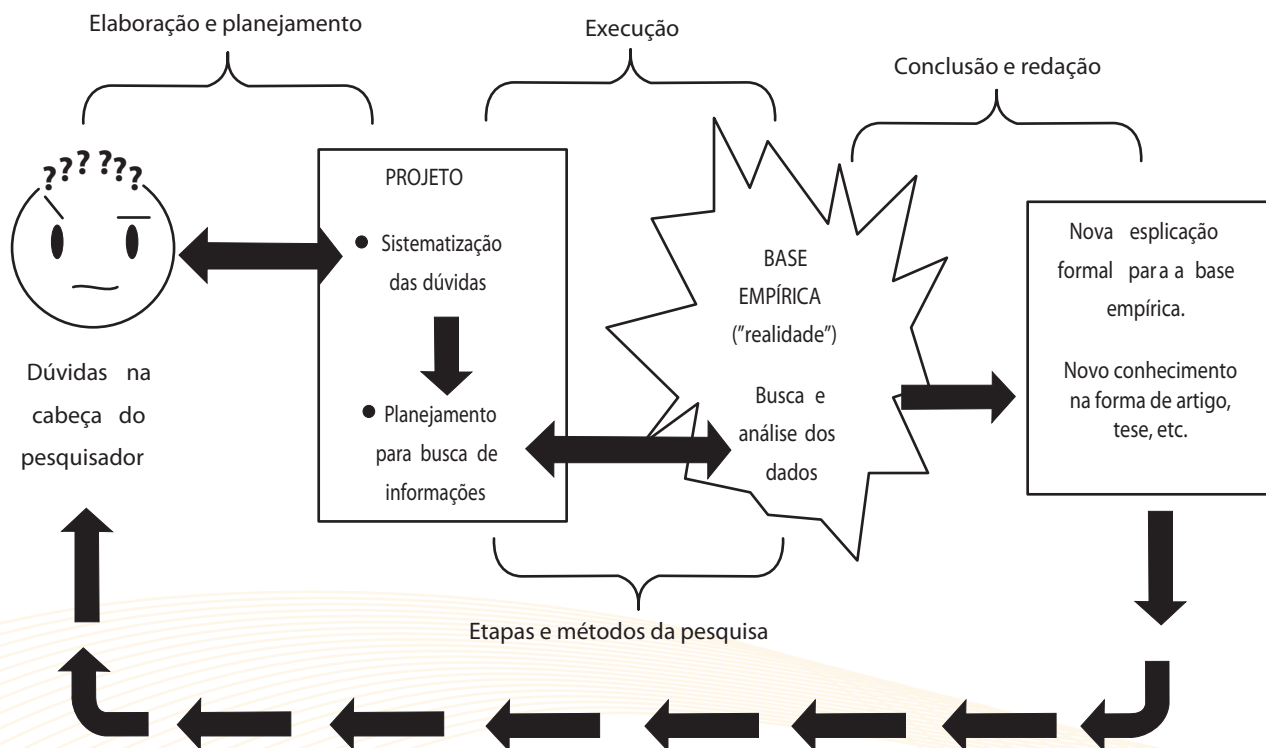 Elaboração e planejamento
Execução
Conclusão e redação
? ? ? ? ? ?
Dúvidas na
cabeça do
pesquisador
PROJETO
● Sistematização
das dúvidas
● Planejamento
para busca de
informações
BASE
EMPÍRICA
("realidade")
Busca e
análise dos
dados
Nova esplicação
formal para a base
empírica.
Novo conhecimento
na forma de artigo,
tese, etc.
Etapas e métodos da pesquisa